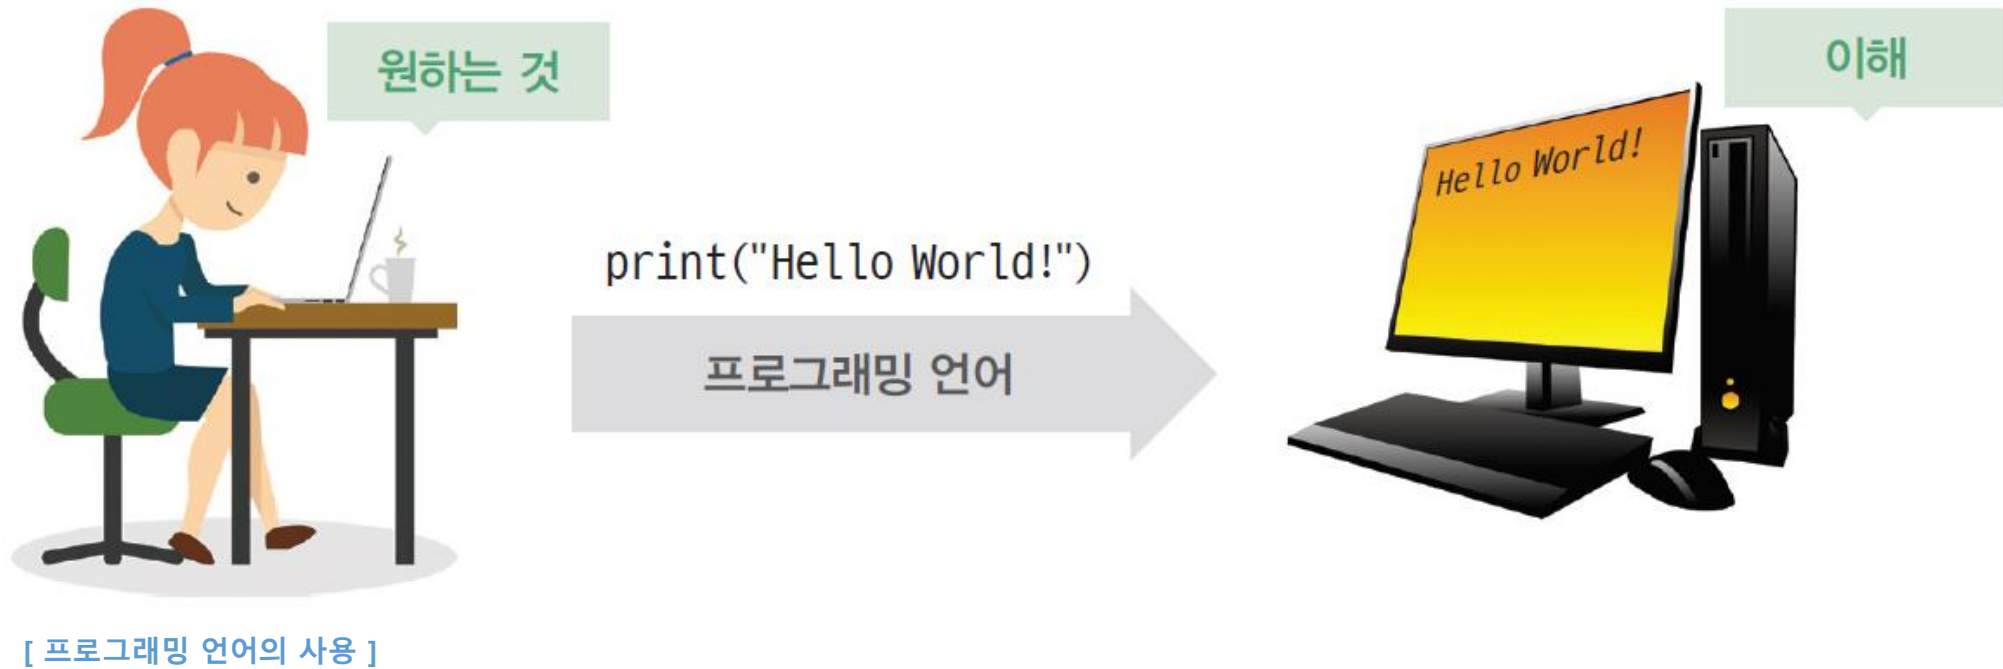 원하는 것
이해
Hello World!
print("Hello World!")
프로그래밍 언어
[ 프로그래밍 언어의 사용 ]